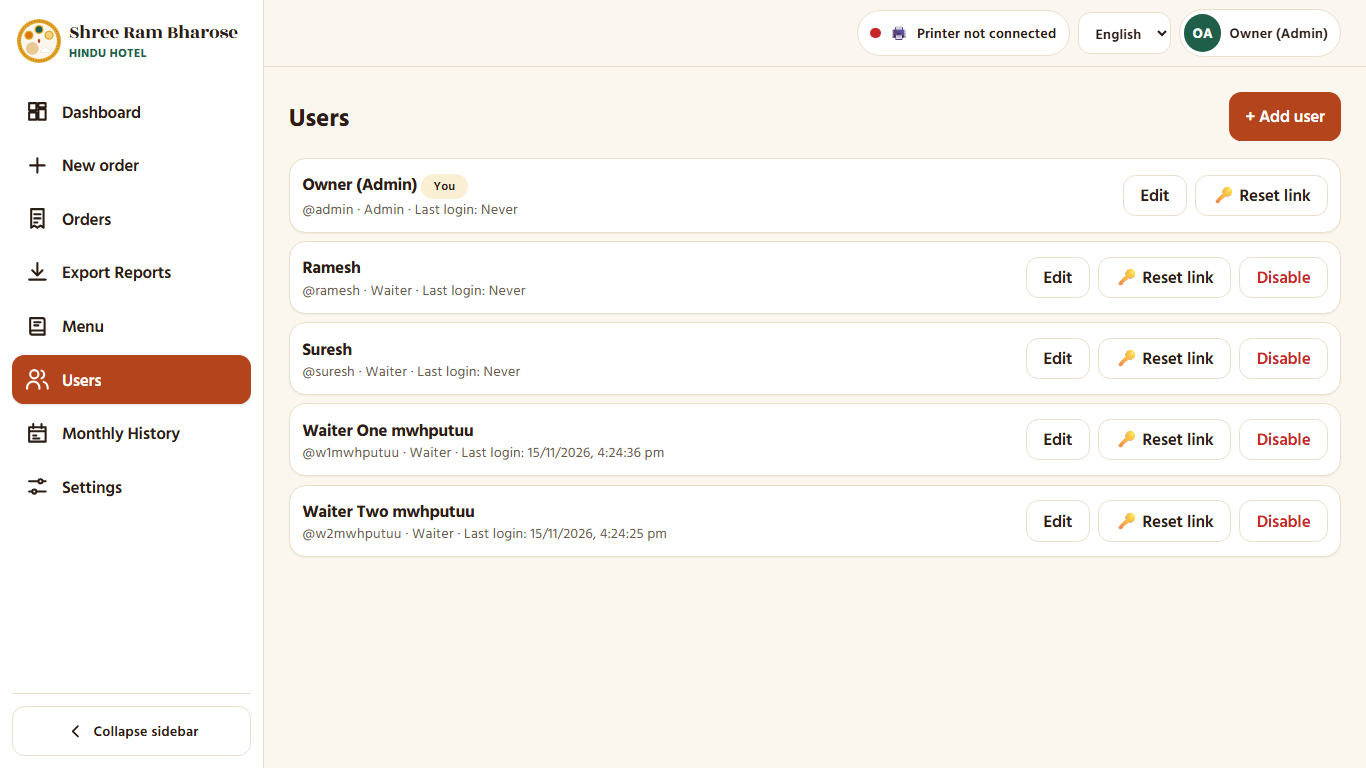 Shree Ram Bharose
HINDU HOTEL
Printer not connected
English
OA
Owner (Admin)
Dashboard
New order
Orders
Export Reports
Menu
Users
Monthly History
Settings
Collapse sidebar
Users
+ Add user
Owner (Admin) You
@admin · Admin · Last login: Never
Edit
Reset link
Ramesh
@ramesh · Waiter · Last login: Never
Edit
Reset link
Disable
Suresh
@suresh · Waiter · Last login: Never
Edit
Reset link
Disable
Waiter One mwhputuu
@w1mwhputuu · Waiter · Last login: 15/11/2026, 4:24:36 pm
Edit
Reset link
Disable
Waiter Two mwhputuu
@w2mwhputuu · Waiter · Last login: 15/11/2026, 4:24:25 pm
Edit
Reset link
Disable